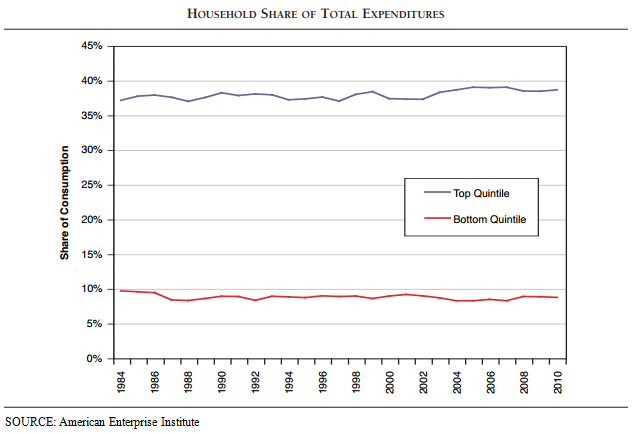 HOUSEHOLD SHARE OF TOTAL EXPENDITURES
45%
40%
35%
30%
25%
20%
15%
10%
5%
0%
Share of Consumption
Top Quintile
Bottom Quintile
1984 1986 1988 1990 1992 1994 1996 1998 2000 2002 2004 2006 2008 2010
SOURCE: American Enterprise Institute